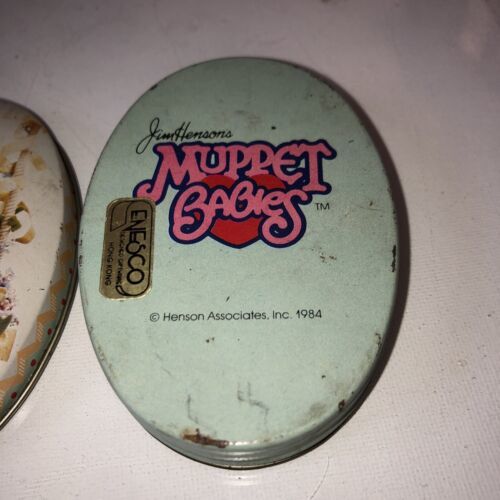 Jim Henson's
MUPPET
BABIES™
ENESCO
HONG KONG
© Henson Associates, Inc. 1984